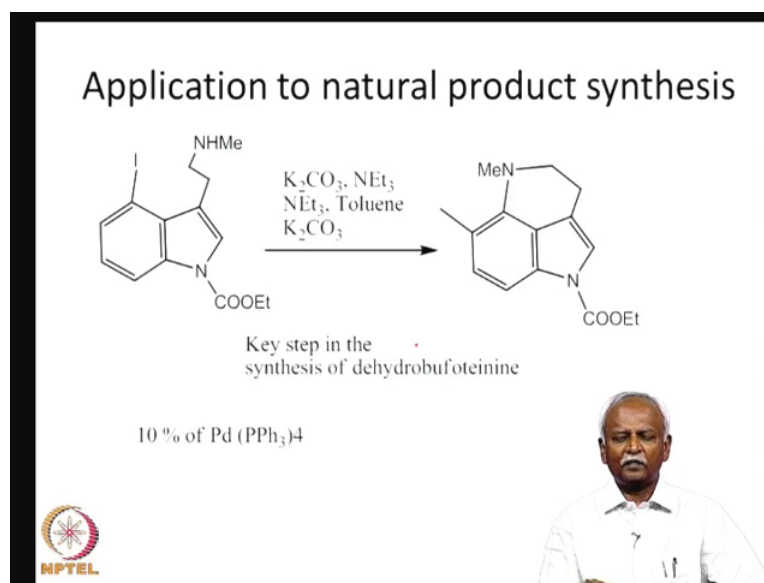 Application to natural product synthesis
I
NHMe
K2CO3, NEt3
NEt3, Toluene
K2CO3
N
COOEt
MeN
N
COOEt
Key step in the
synthesis of dehydrobufoteinine
10 % of Pd (PPh3)4
NPTEL